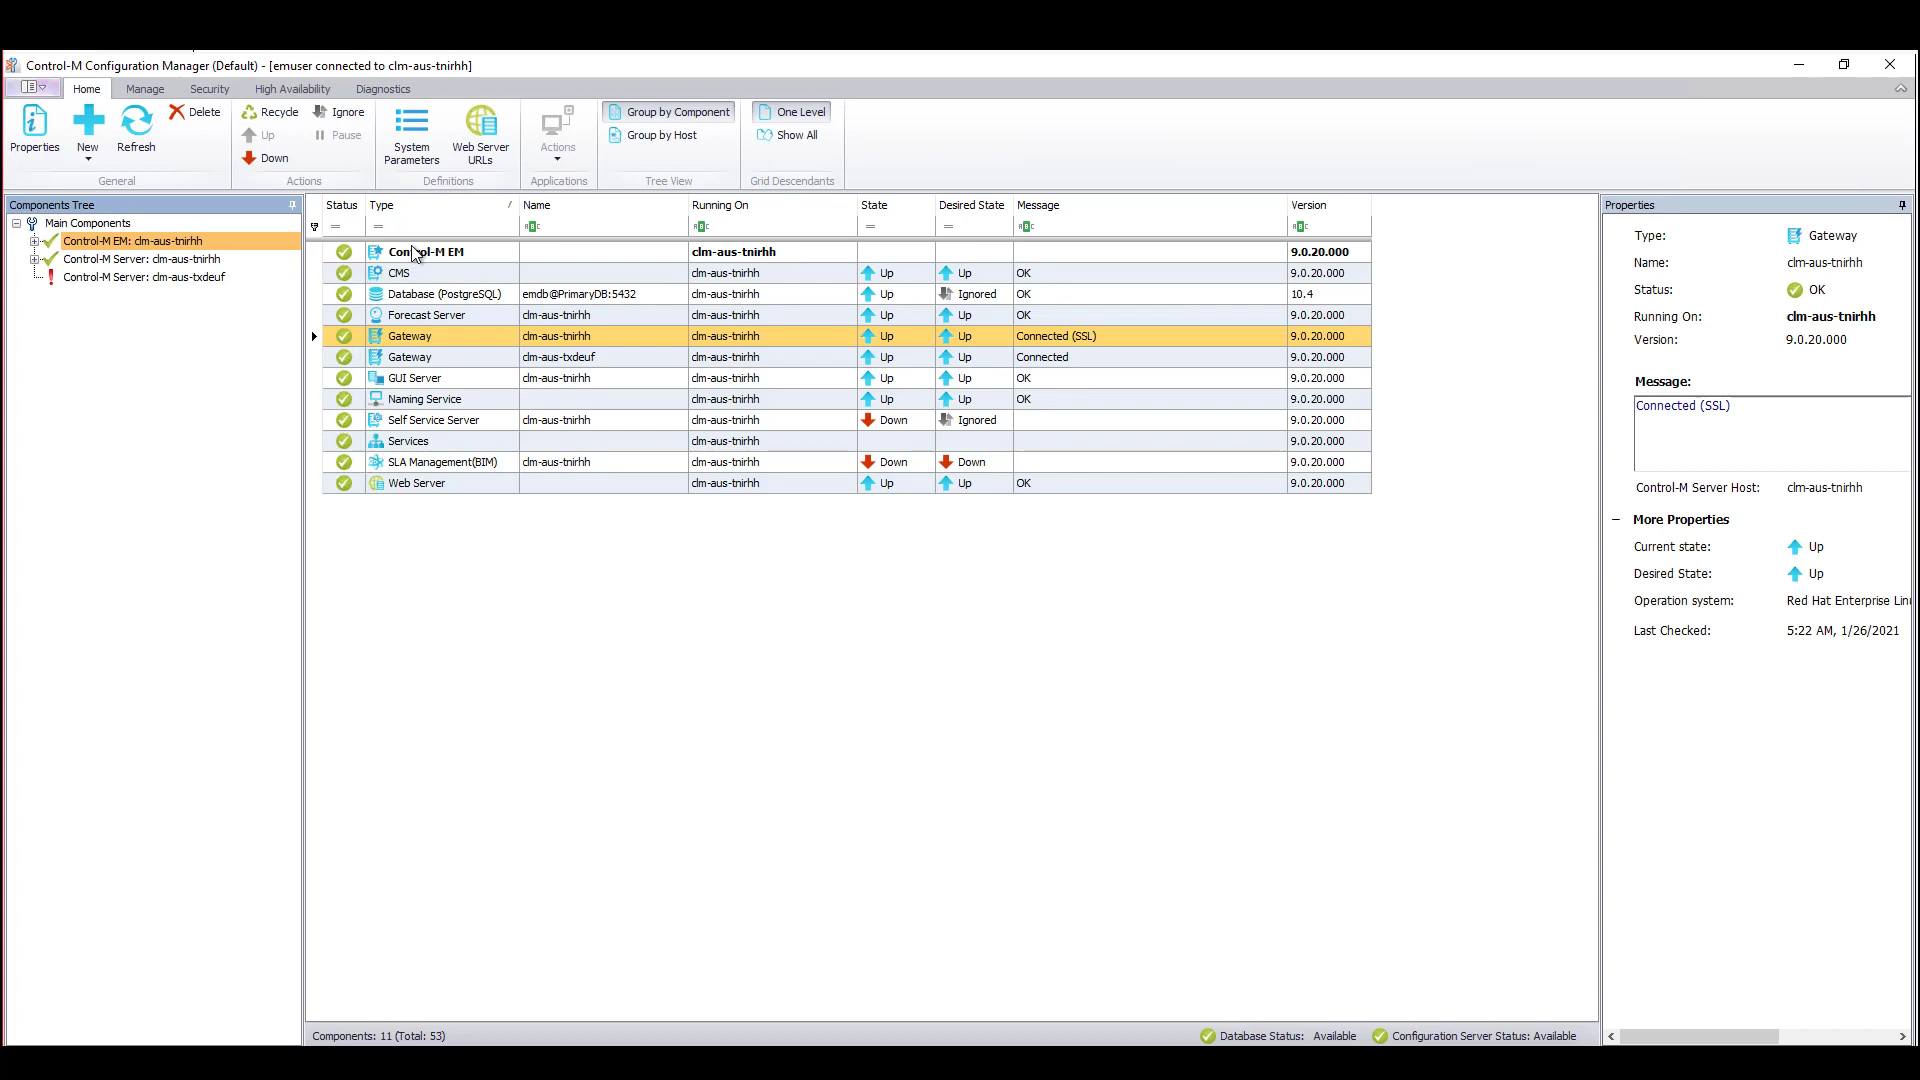 Control-M Configuration Manager (Default) - [emuser connected to clm-aus-tnirhh]
Home Manage Security High Availability Diagnostics
Properties New Refresh Delete
General
Recycle Ignore
Up Pause
Down
Actions
System Parameters Web Server URLs
Definitions
Actions
Applications
Group by Component
Group by Host
Tree View
One Level
Show All
Grid Descendants
Components Tree
Main Components
Control-M EM: clm-aus-tnirhh
Control-M Server: clm-aus-tnirhh
Control-M Server: clm-aus-txdeuf
Status Type / Name Running On State Desired State Message Version
= = ABC ABC = = ABC ABC
Control-M EM clm-aus-tnirhh 9.0.20.000
CMS clm-aus-tnirhh Up Up OK 9.0.20.000
Database (PostgreSQL) emdb@PrimaryDB:5432 clm-aus-tnirhh Up Ignored OK 10.4
Forecast Server clm-aus-tnirhh clm-aus-tnirhh Up Up OK 9.0.20.000
Gateway clm-aus-tnirhh clm-aus-tnirhh Up Up Connected (SSL) 9.0.20.000
Gateway clm-aus-txdeuf clm-aus-tnirhh Up Up Connected 9.0.20.000
GUI Server clm-aus-tnirhh clm-aus-tnirhh Up Up OK 9.0.20.000
Naming Service clm-aus-tnirhh Up Up OK 9.0.20.000
Self Service Server clm-aus-tnirhh clm-aus-tnirhh Down Ignored 9.0.20.000
Services clm-aus-tnirhh 9.0.20.000
SLA Management(BIM) clm-aus-tnirhh clm-aus-tnirhh Down Down 9.0.20.000
Web Server clm-aus-tnirhh Up Up OK 9.0.20.000
Properties
Type: Gateway
Name: clm-aus-tnirhh
Status: OK
Running On: clm-aus-tnirhh
Version: 9.0.20.000
Message:
Connected (SSL)
Control-M Server Host: clm-aus-tnirhh
More Properties
Current state: Up
Desired State: Up
Operation system: Red Hat Enterprise
Last Checked: 5:22 AM, 1/26/2021
Components: 11 (Total: 53) Database Status: Available Configuration Server Status: Available